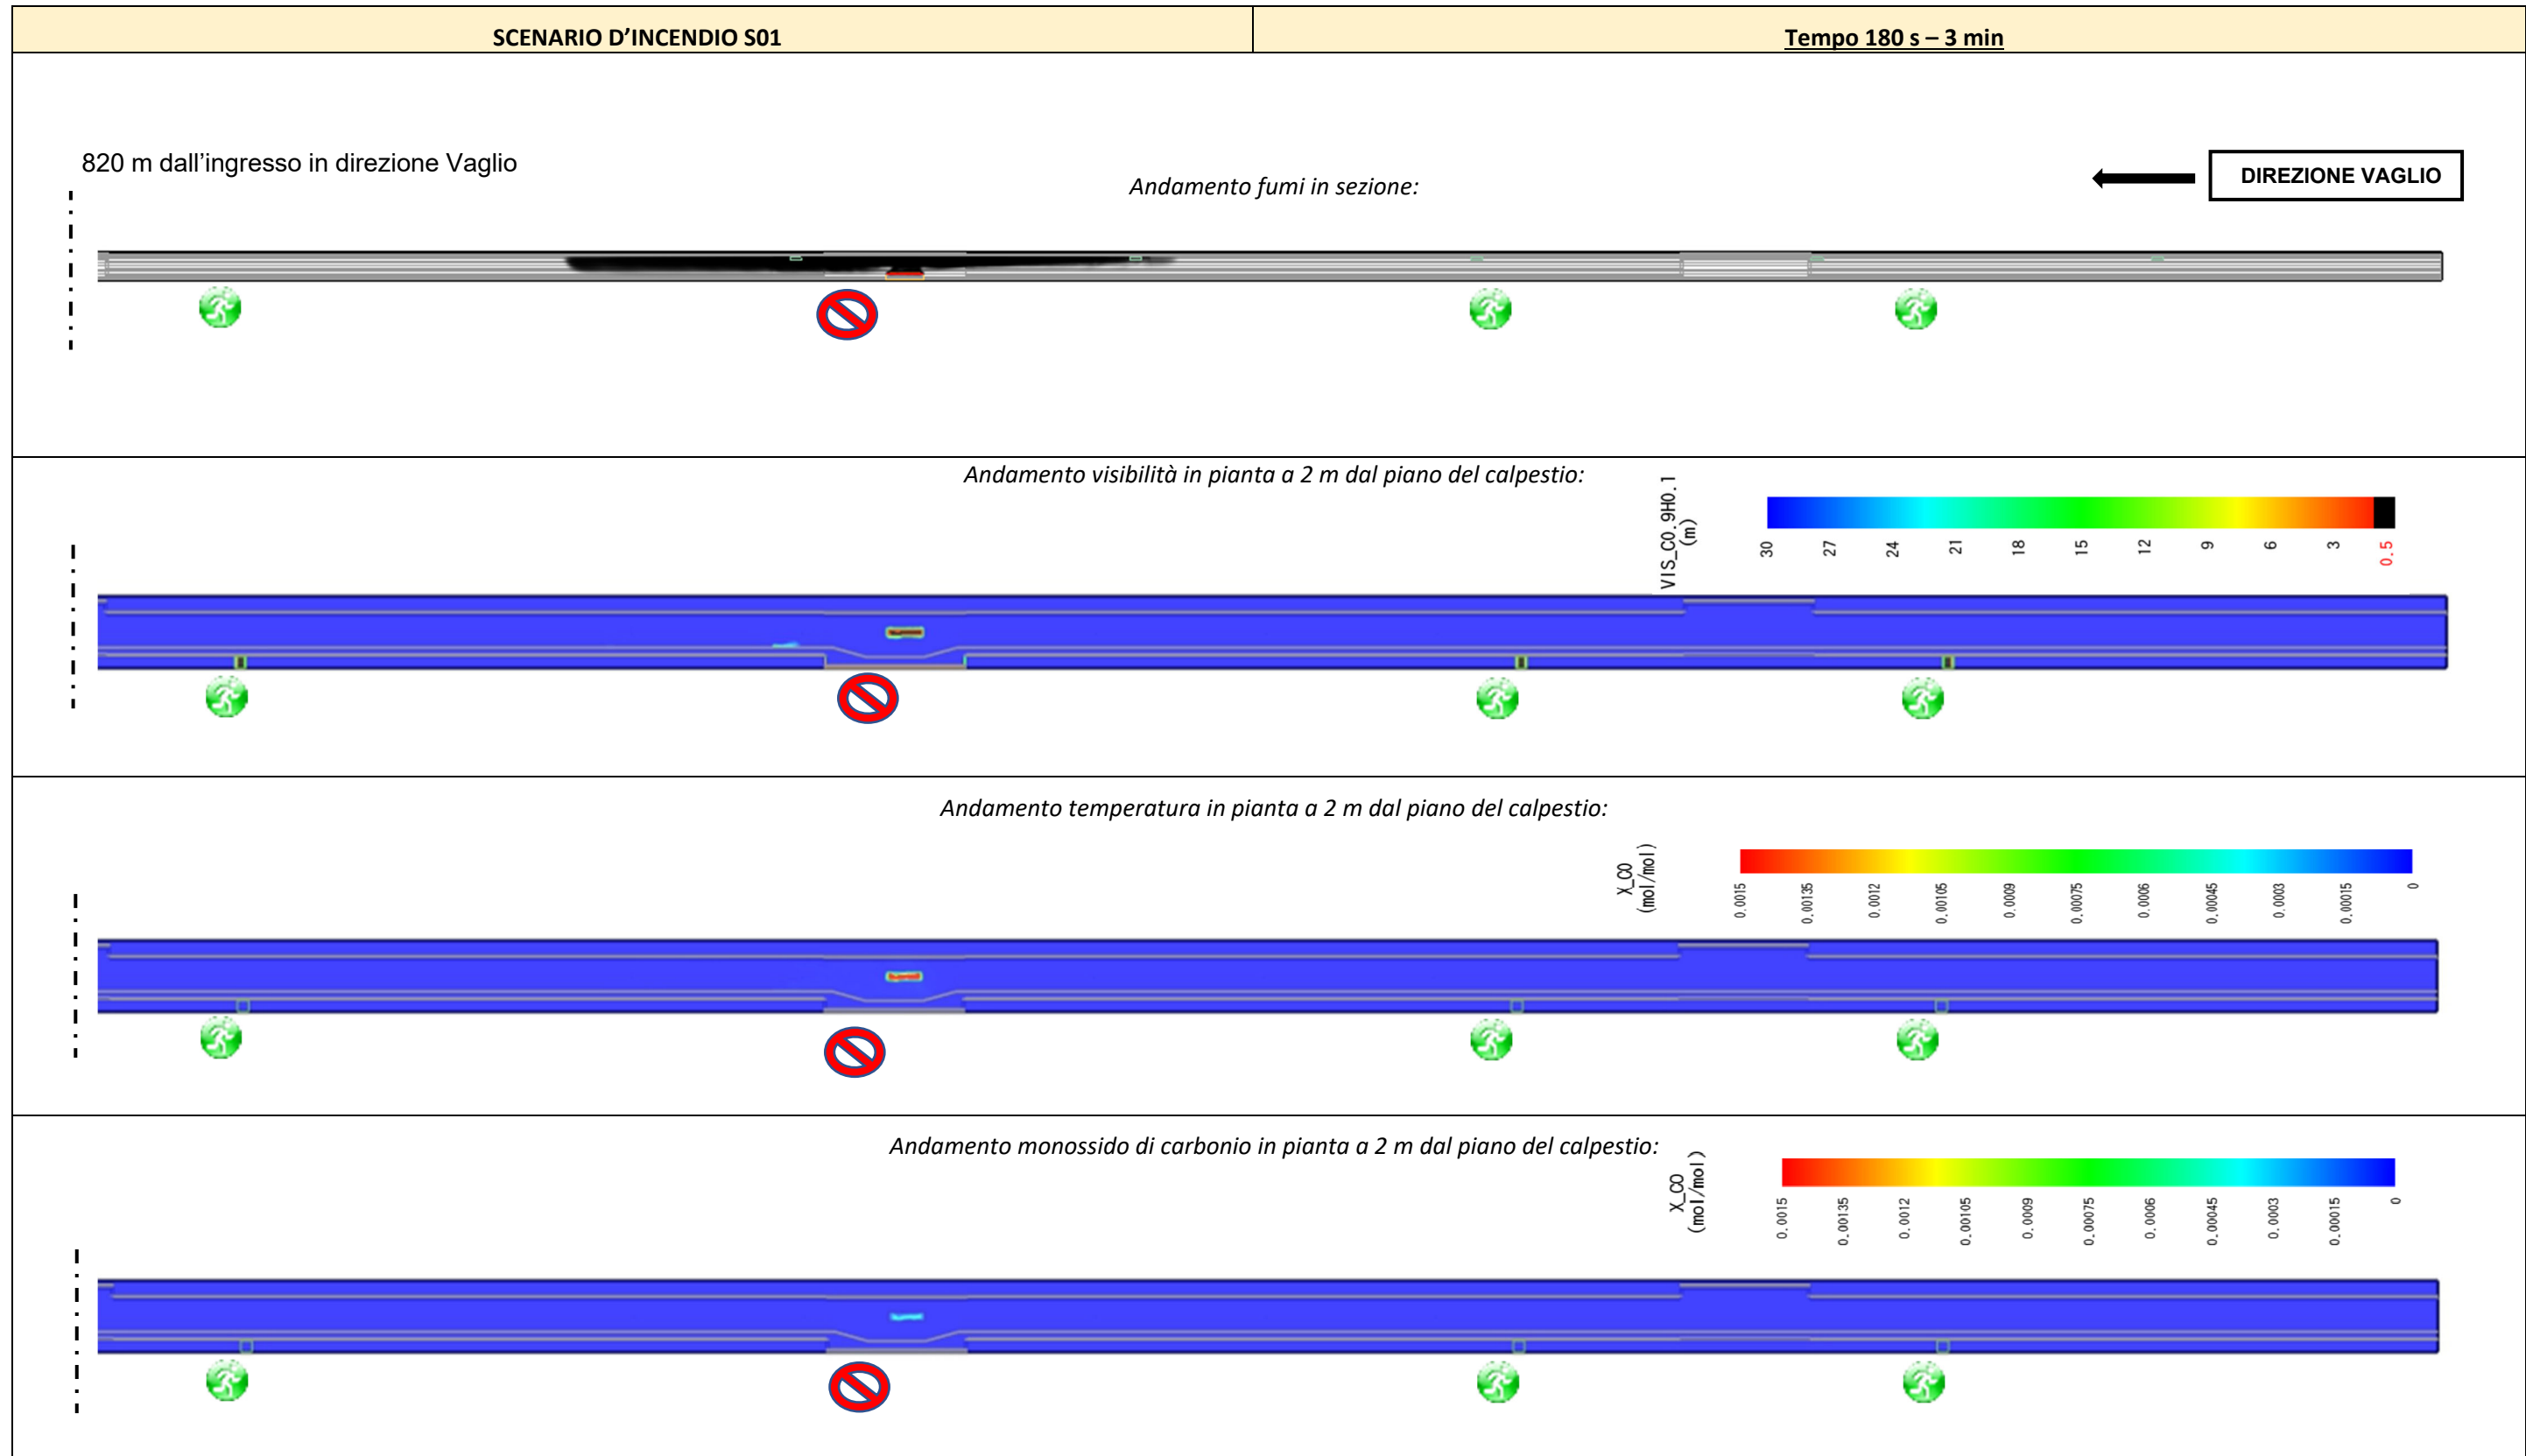 SCENARIO D’INCENDIO S01
Tempo 180 s – 3 min
820 m dall’ingresso in direzione Vaglio
Andamento fumi in sezione:
DIREZIONE VAGLIO
Andamento visibilità in pianta a 2 m dal piano del calpestio:
VIS_C0.9H0.1
(m)
30 27 24 21 18 15 12 9 6 3 0.5
Andamento temperatura in pianta a 2 m dal piano del calpestio:
X_CO
(mol/mol)
0.0015 0.00135 0.0012 0.00105 0.0009 0.00075 0.0006 0.00045 0.0003 0.00015 0
Andamento monossido di carbonio in pianta a 2 m dal piano del calpestio:
X_CO
(mol/mol)
0.0015 0.00135 0.0012 0.00105 0.0009 0.00075 0.0006 0.00045 0.0003 0.00015 0